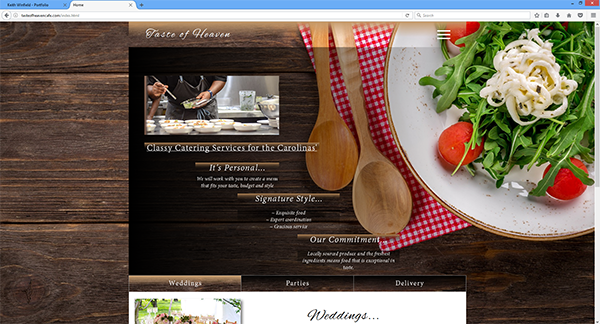 Keith Winfield - Portfolio
Home
tasteofheavencafe.com/index.html
Search
Taste of Heaven
Classy Catering Services for the Carolinas!
It's Personal...
We will work with you to create a menu
that fits your taste, budget and style
Signature Style...
~ Exquisite food
~ Expert coordination
~ Gracious service
Our Commitment...
Locally sourced produce and the freshest
ingredients means food that is exceptional in
taste.
Weddings
Parties
Delivery
Weddings...